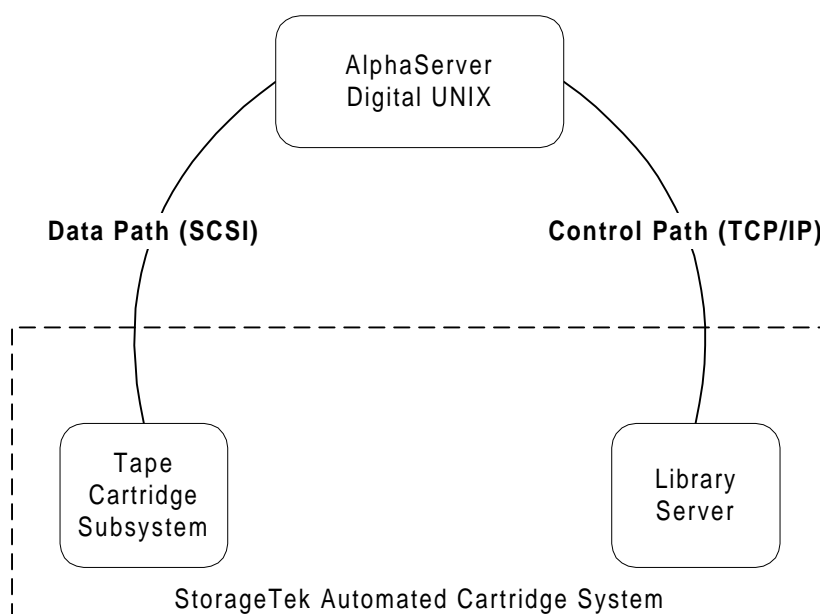 AlphaServer
Digital UNIX
Data Path (SCSI)
Control Path (TCP/IP)
Tape
Cartridge
Subsystem
Library
Server
StorageTek Automated Cartridge System